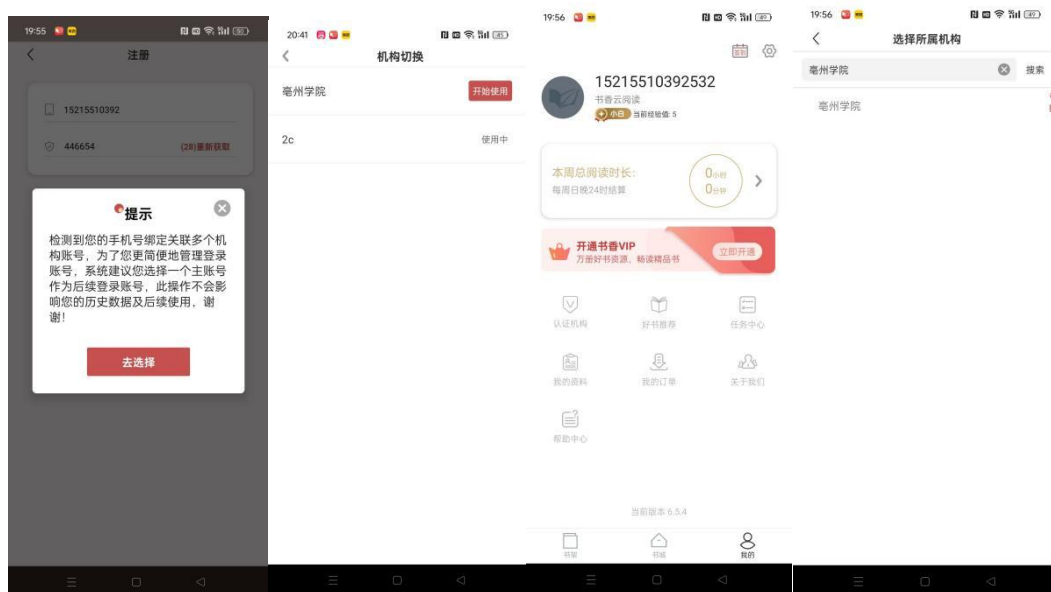 19:55
注册
15215510392
446654
(28)重新获取
提示
检测到您的手机号绑定关联多个机
构账号，为了您更简便地管理登录
账号，系统建议您选择一个主账号
作为后续登录账号，此操作不会影
响您的历史数据及后续使用，谢
谢！
去选择
20:41
机构切换
亳州学院
开始使用
2c
使用中
19:56
15215510392532
书香云阅读
小白 当前经验值: 5
本周总阅读时长:
每周日晚24时结算
0小时
0分钟
开通书香VIP
万册好书资源，畅读精品书
立即开通
认证机构
好书推荐
任务中心
我的资料
我的订单
关于我们
帮助中心
当前版本 6.5.4
书架
书城
我的
19:56
选择所属机构
亳州学院
搜索
亳州学院